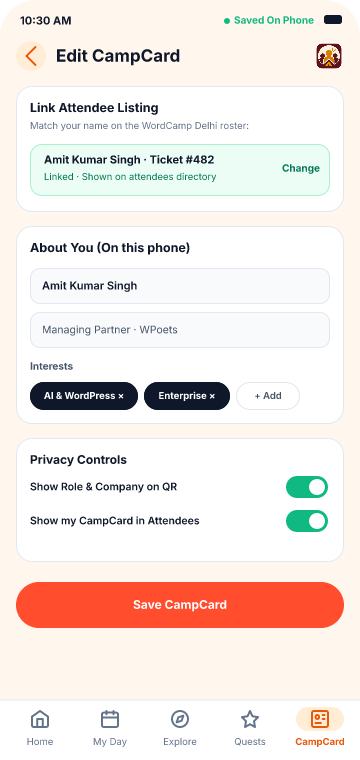 10:30 AM
Saved On Phone
Edit CampCard
Link Attendee Listing
Match your name on the WordCamp Delhi roster:
Amit Kumar Singh · Ticket #482
Linked · Shown on attendees directory
Change
About You (On this phone)
Amit Kumar Singh
Managing Partner · WPoets
Interests
AI & WordPress ×
Enterprise ×
+ Add
Privacy Controls
Show Role & Company on QR
Show my CampCard in Attendees
Save CampCard
Home
My Day
Explore
Quests
CampCard